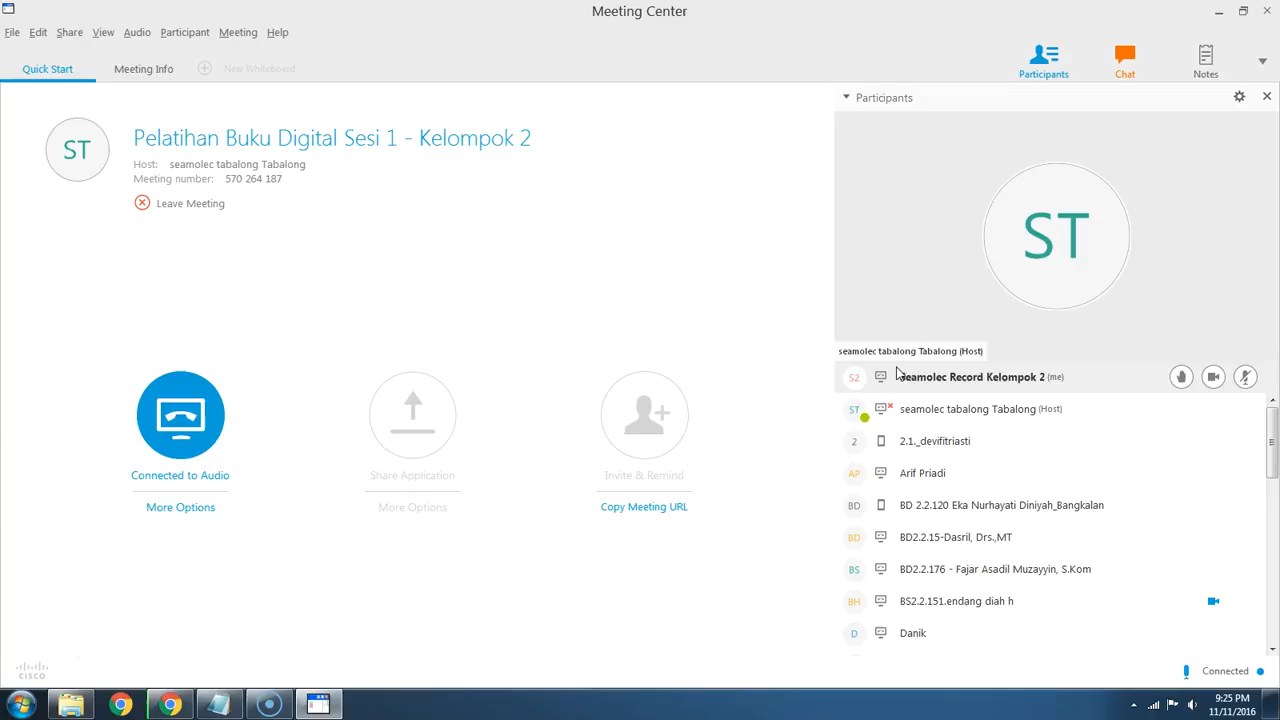 Meeting Center
File Edit Share View Audio Participant Meeting Help
Quick Start Meeting Info New Whiteboard
Participants Chat Notes
Participants
ST
Pelatihan Buku Digital Sesi 1 - Kelompok 2
Host: seamolec tabalong Tabalong
Meeting number: 570 264 187
Leave Meeting
Connected to Audio
More Options
Share Application
More Options
Invite & Remind
Copy Meeting URL
ST
seamolec tabalong Tabalong (Host)
S2 seamolec Record Kelompok 2 (me)
ST seamolec tabalong Tabalong (Host)
2 2.1._devifitriasti
AP Arif Priadi
BD BD 2.2.120 Eka Nurhayati Diniyah_Bangkalan
BD BD2.2.15-Dasril, Drs.,MT
BS BD2.2.176 - Fajar Asadil Muzayyin, S.Kom
BH BS2.2.151.endang diah h
D Danik
cisco
Connected
9:25 PM
11/11/2016